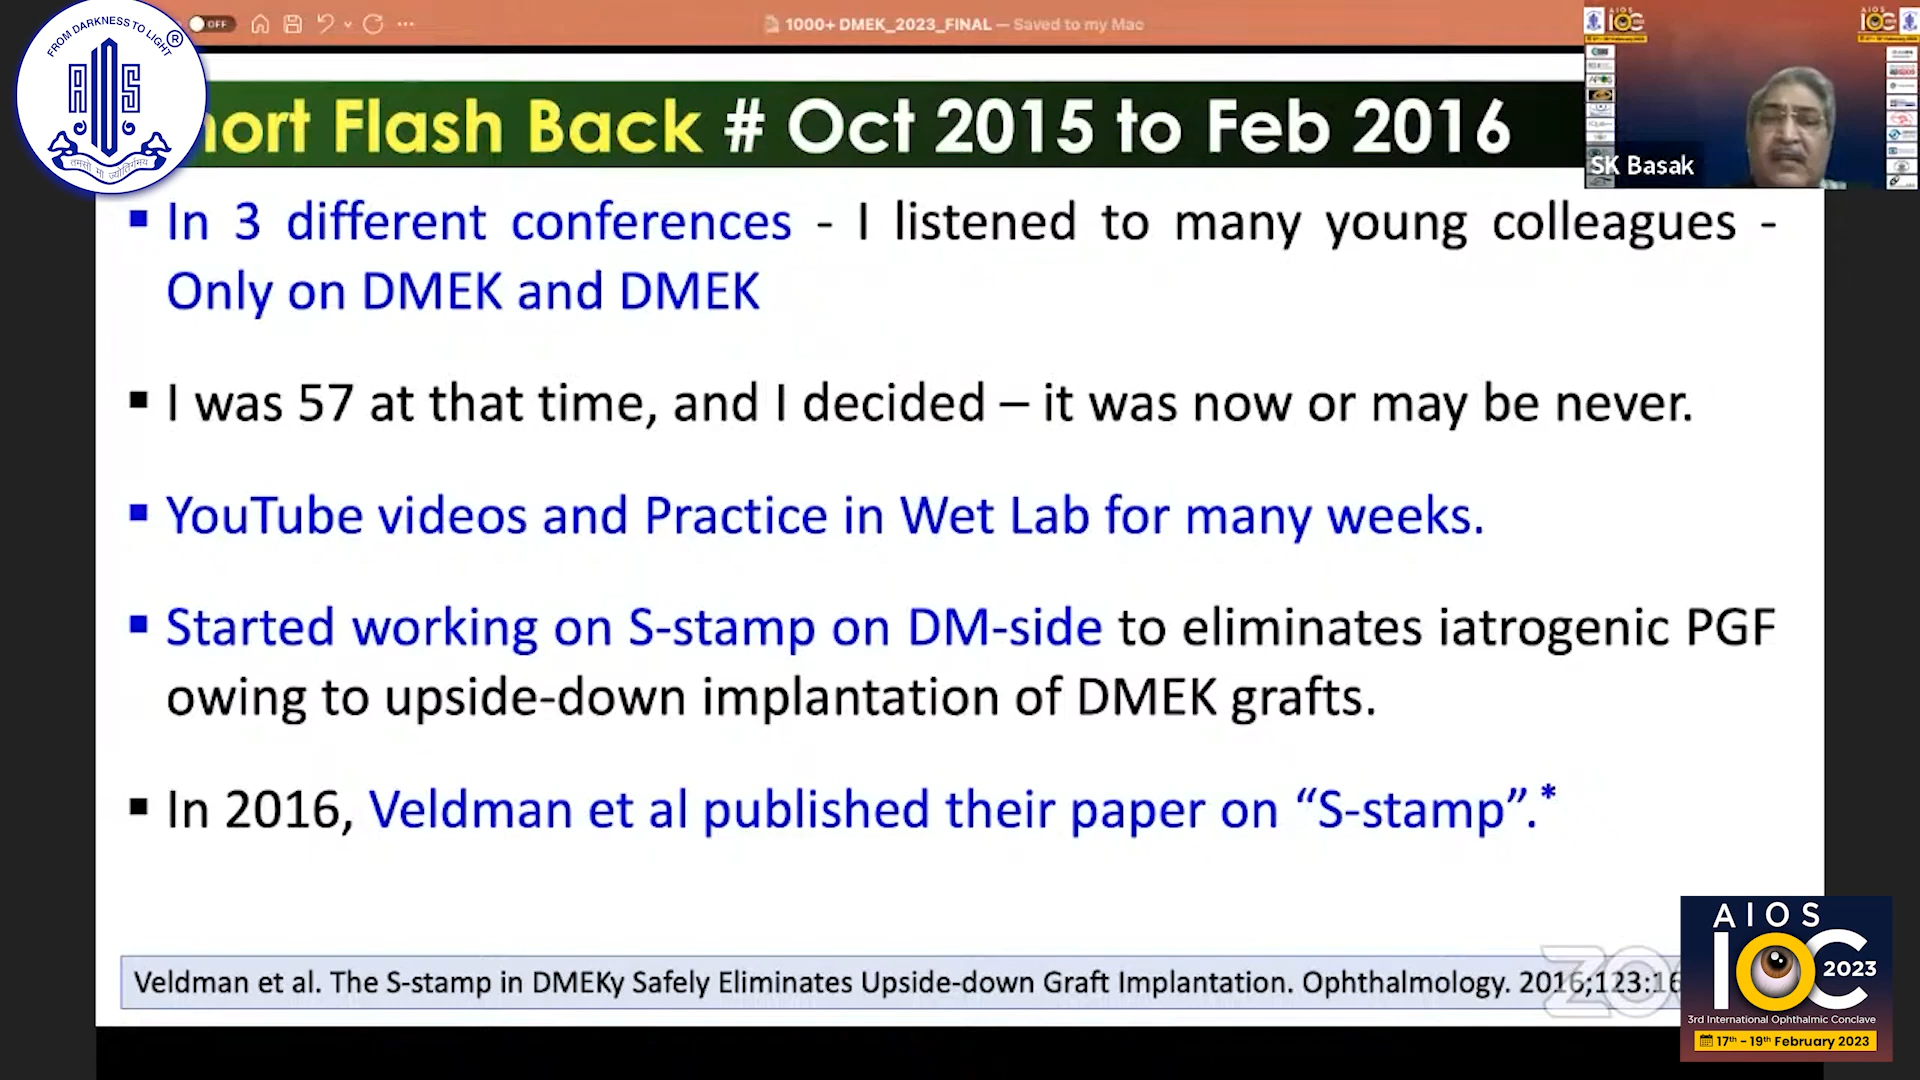 FROM DARKNESS TO LIGHT ®
AIOS
OFF
1000+ DMEK_2023_FINAL — Saved to my Mac
hort Flash Back # Oct 2015 to Feb 2016
SK Basak
In 3 different conferences - I listened to many young colleagues -
Only on DMEK and DMEK
I was 57 at that time, and I decided – it was now or may be never.
YouTube videos and Practice in Wet Lab for many weeks.
Started working on S-stamp on DM-side to eliminates iatrogenic PGF
owing to upside-down implantation of DMEK grafts.
In 2016, Veldman et al published their paper on “S-stamp”.*
Veldman et al. The S-stamp in DMEKy Safely Eliminates Upside-down Graft Implantation. Ophthalmology. 2016;123:16
AIOS
IOC 2023
3rd International Ophthalmic Conclave
17th - 19th February 2023